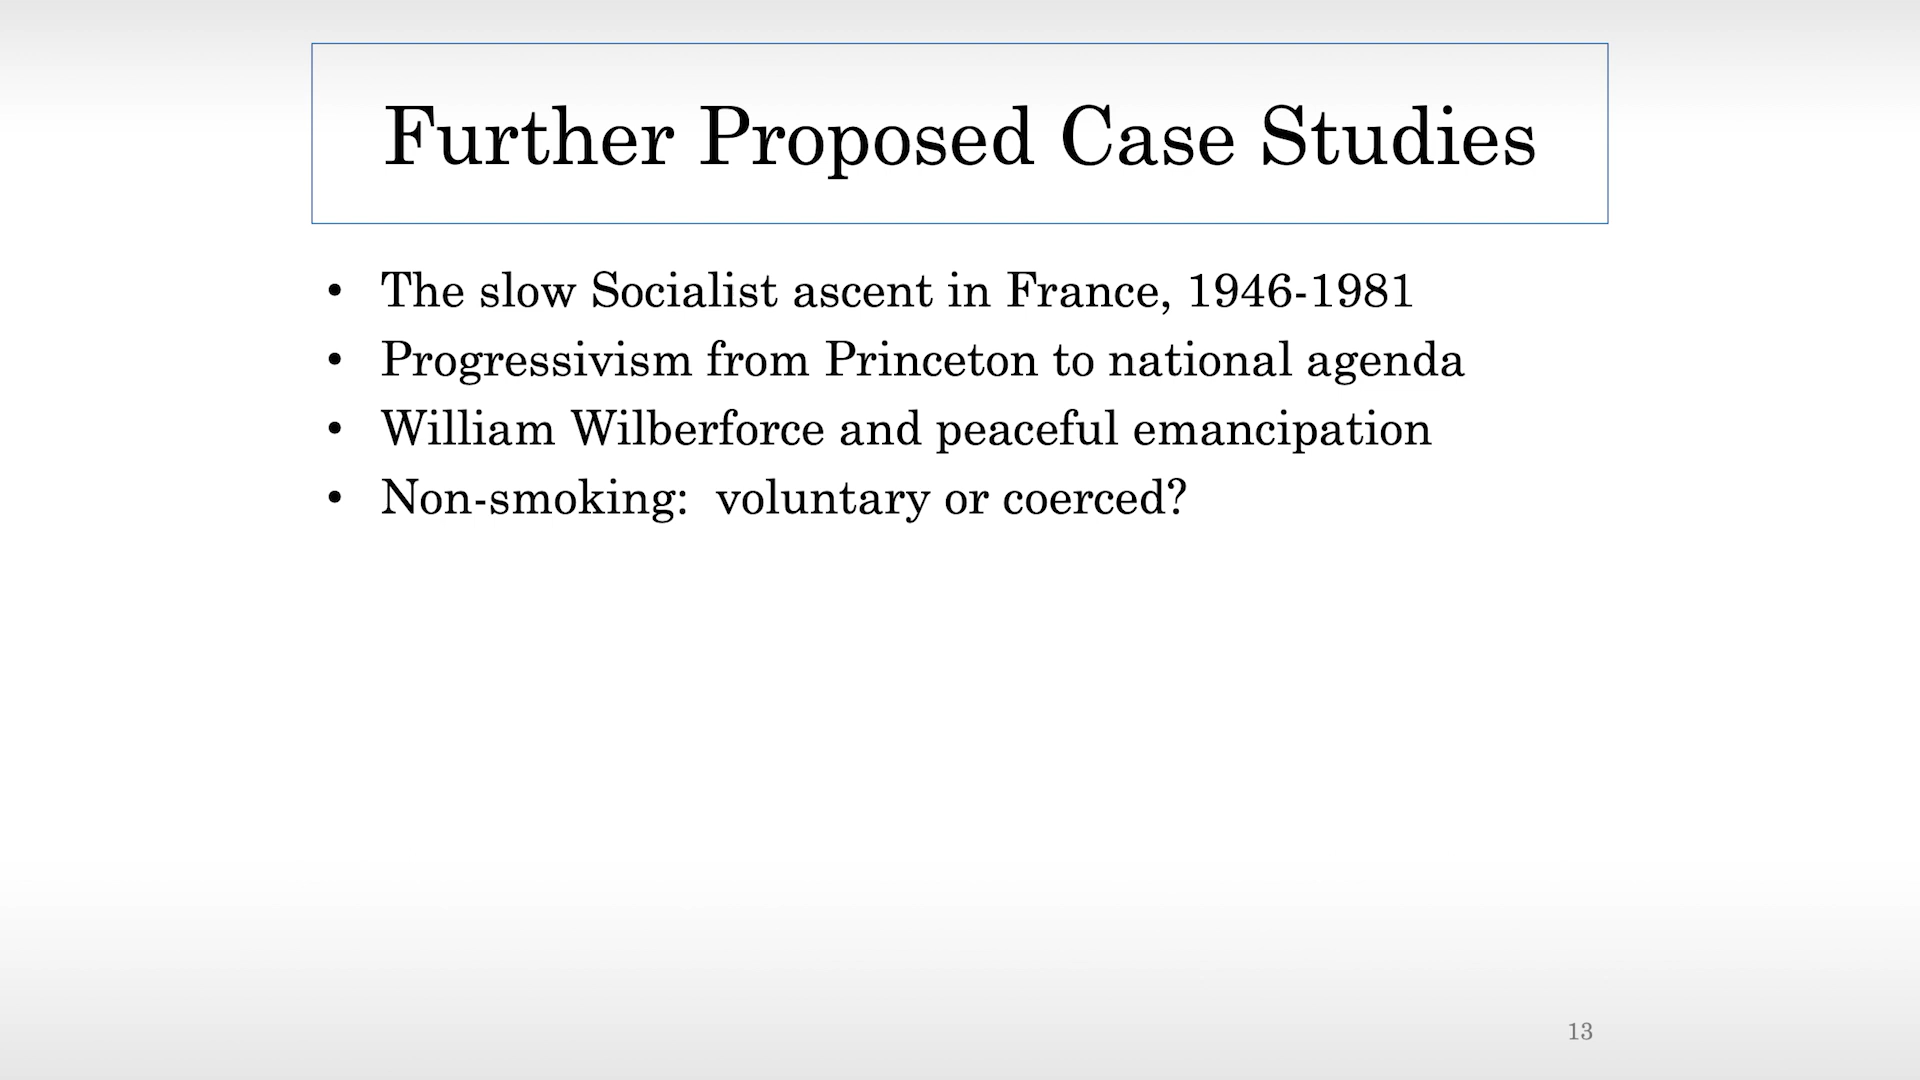 Further Proposed Case Studies
• The slow Socialist ascent in France, 1946-1981
• Progressivism from Princeton to national agenda
• William Wilberforce and peaceful emancipation
• Non-smoking:  voluntary or coerced?
13